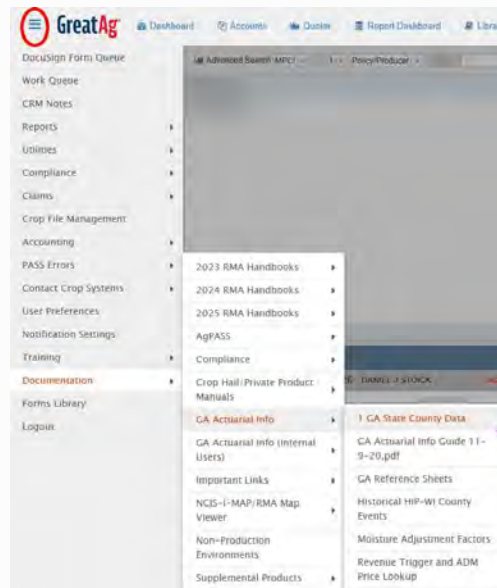 GreatAg
Dashboard
Accounts
Quotes
Report Dashboard
DocuSign Form Queue
Advanced Search MPCI
Policy/Producer
Work Queue
CRM Notes
Reports
Utilities
Compliance
Claims
Crop File Management
Accounting
PASS Errors
Contact Crop Systems
User Preferences
Notification Settings
Training
Documentation
Forms Library
Logout
2023 RMA Handbooks
2024 RMA Handbooks
2025 RMA Handbooks
AgPASS
Compliance
Crop Hail/Private Product
Manuals
GA Actuarial Info
GA Actuarial Info (Internal
Users)
Important Links
NCIS-i-MAP/RMA Map
Viewer
Non-Production
Environments
Supplemental Products
DANIEL J STOICK
1 GA State County Data
GA Actuarial Info Guide 11-
9-20.pdf
GA Reference Sheets
Historical HIP-WI County
Events
Moisture Adjustment Factors
Revenue Trigger and ADM
Price Lookup